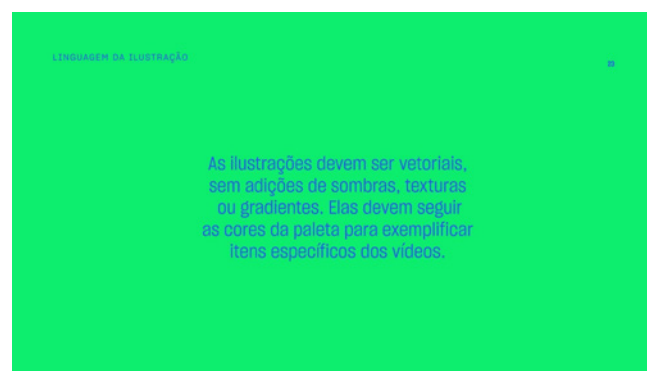 LINGUAGEM DA ILUSTRAÇÃO
As ilustrações devem ser vetoriais,
sem adições de sombras, texturas
ou gradientes. Elas devem seguir
as cores da paleta para exemplificar
itens específicos dos vídeos.